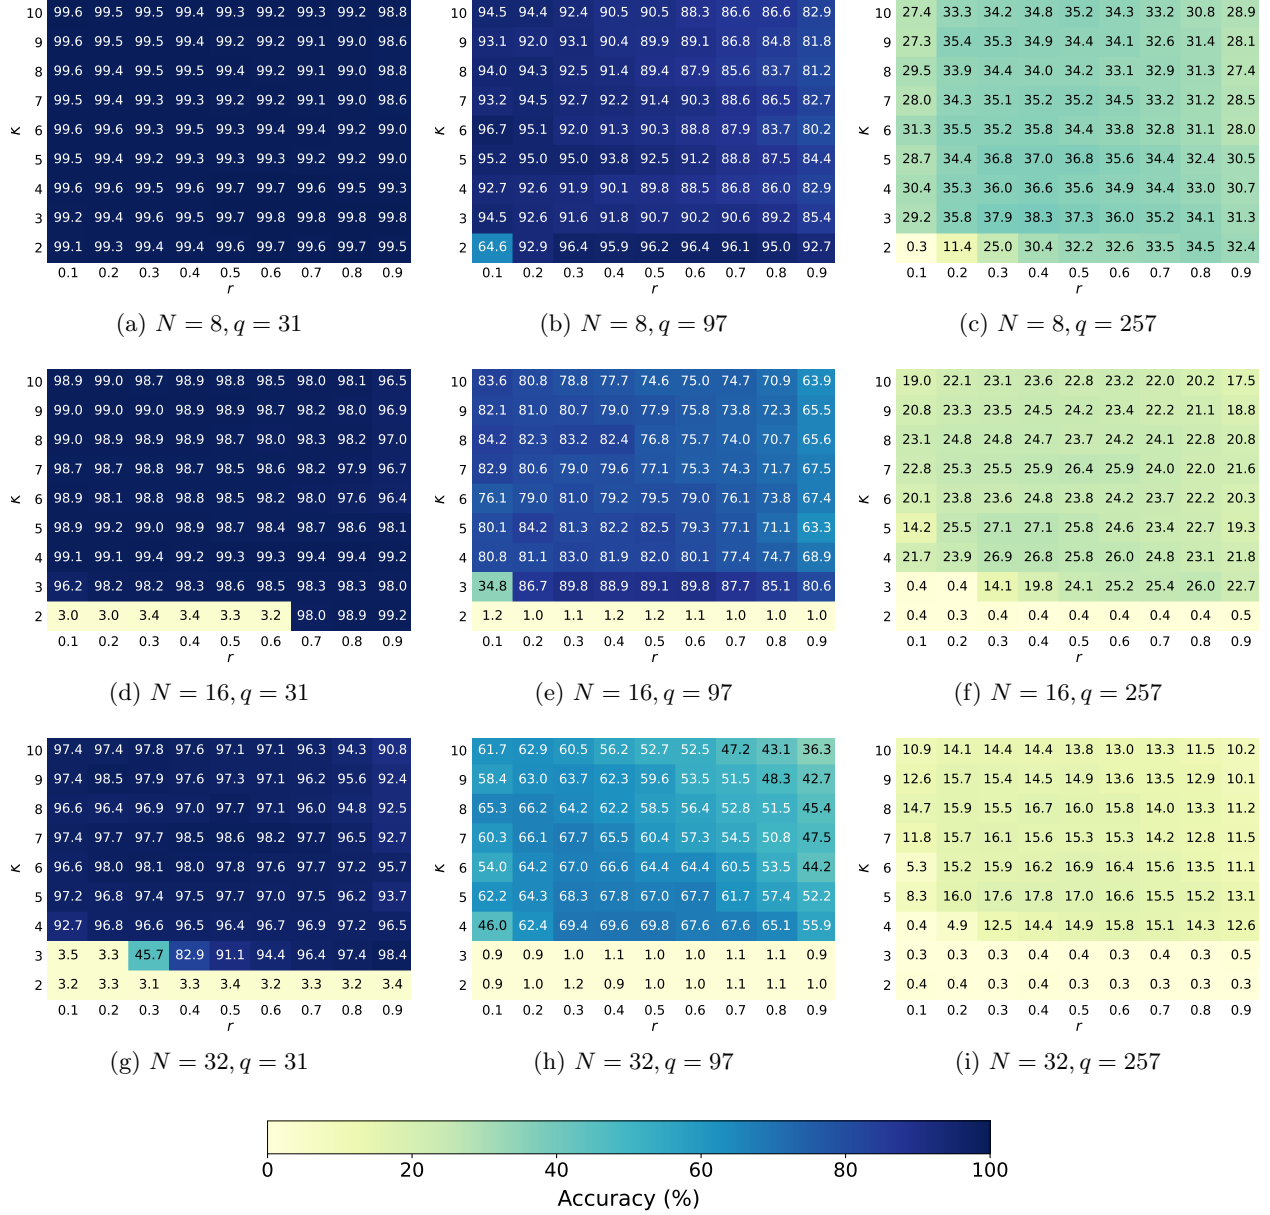 10 99.6 99.5 99.5 99.4 99.2 99.3 99.2 99.2 98.8
9 99.6 99.5 99.5 99.4 99.2 99.2 99.1 99.0 98.6
8 99.6 99.4 99.5 99.5 99.4 99.2 99.1 99.0 98.8
7 99.5 99.4 99.3 99.3 99.2 99.2 99.1 99.0 98.6
κ
6 99.6 99.6 99.3 99.5 99.3 99.4 99.4 99.2 99.0
5 99.5 99.4 99.2 99.3 99.3 99.3 99.2 99.2 99.0
4 99.6 99.6 99.5 99.6 99.7 99.7 99.6 99.5 99.3
3 99.2 99.4 99.6 99.5 99.7 99.8 99.8 99.8 99.8
2 99.1 99.3 99.4 99.4 99.6 99.6 99.7 99.7 99.5
0.1 0.2 0.3 0.4 0.5 0.6 0.7 0.8 0.9
r
(a) N = 8, q = 31
10 94.5 94.4 92.4 90.5 90.5 88.3 86.6 86.6 82.9
9 93.1 92.0 93.1 90.4 89.9 89.1 86.8 84.8 81.8
8 94.0 94.3 92.5 91.4 89.4 87.9 85.6 83.7 81.2
7 93.2 94.5 92.7 92.2 91.4 90.3 88.6 86.5 82.7
κ
6 96.7 95.1 92.0 91.3 90.3 88.8 87.9 83.7 80.2
5 95.2 95.0 95.0 93.8 92.5 91.2 88.8 87.5 84.4
4 92.7 92.6 91.9 90.1 89.8 88.5 86.8 86.0 82.9
3 94.5 92.6 91.6 91.8 90.7 90.2 90.6 89.2 85.4
2 64.6 92.9 96.4 95.9 96.2 96.4 96.1 95.0 92.7
0.1 0.2 0.3 0.4 0.5 0.6 0.7 0.8 0.9
r
(b) N = 8, q = 97
10 27.4 33.3 34.2 34.8 35.2 34.3 33.2 30.8 28.9
9 27.3 35.4 35.3 34.9 34.4 34.1 32.6 31.4 28.1
8 29.5 33.9 34.4 34.0 34.2 33.1 32.9 31.3 27.4
7 28.0 34.3 35.1 35.2 35.2 34.5 33.2 31.2 28.5
κ
6 31.3 35.5 35.2 35.8 34.4 33.8 32.8 31.1 28.0
5 28.7 34.4 36.8 37.0 36.8 35.6 34.4 32.4 30.5
4 30.4 35.3 36.0 36.6 35.6 34.9 34.4 33.0 30.7
3 29.2 35.8 37.9 38.3 37.3 36.0 35.2 34.1 31.3
2 0.3 11.4 25.0 30.4 32.2 32.6 33.5 34.5 32.4
0.1 0.2 0.3 0.4 0.5 0.6 0.7 0.8 0.9
r
(c) N = 8, q = 257
10 98.9 99.0 98.7 98.9 98.8 98.5 98.0 98.1 96.5
9 99.0 99.0 99.0 98.9 98.9 98.7 98.2 98.0 96.9
8 99.0 98.9 98.9 98.9 98.7 98.0 98.3 98.2 97.0
7 98.7 98.7 98.8 98.7 98.5 98.6 98.2 97.9 96.7
κ
6 98.9 98.1 98.8 98.8 98.5 98.2 98.0 97.6 96.4
5 98.9 99.2 99.0 98.9 98.7 98.4 98.7 98.6 98.1
4 99.1 99.1 99.4 99.2 99.3 99.3 99.4 99.4 99.2
3 96.2 98.2 98.2 98.3 98.6 98.5 98.3 98.3 98.0
2 3.0 3.0 3.4 3.4 3.3 3.2 98.0 98.9 99.2
0.1 0.2 0.3 0.4 0.5 0.6 0.7 0.8 0.9
r
(d) N = 16, q = 31
10 83.6 80.8 78.8 77.7 74.6 75.0 74.7 70.9 63.9
9 82.1 81.0 80.7 79.0 77.9 75.8 73.8 72.3 65.5
8 84.2 82.3 83.2 82.4 76.8 75.7 74.0 70.7 65.6
7 82.9 80.6 79.0 79.6 77.1 75.3 74.3 71.7 67.5
κ
6 76.1 79.0 81.0 79.2 79.5 79.0 76.1 73.8 67.4
5 80.1 84.2 81.3 82.2 82.5 79.3 77.1 71.1 63.3
4 80.8 81.1 83.0 81.9 82.0 80.1 77.4 74.7 68.9
3 34.8 86.7 89.8 88.9 89.1 89.8 87.7 85.1 80.6
2 1.2 1.0 1.1 1.2 1.1 1.0 1.0 1.0 1.0
0.1 0.2 0.3 0.4 0.5 0.6 0.7 0.8 0.9
r
(e) N = 16, q = 97
10 19.0 22.1 23.1 23.6 22.8 23.2 22.0 20.2 17.5
9 20.8 23.3 23.5 24.5 24.2 23.4 22.2 21.1 18.8
8 23.1 24.8 24.8 24.7 23.7 24.2 24.1 22.8 20.8
7 22.8 25.3 25.5 25.9 26.4 25.9 24.0 22.0 21.6
κ
6 20.1 23.8 23.6 24.8 23.8 24.2 23.7 22.2 20.3
5 14.2 25.5 27.1 27.1 25.8 24.6 23.4 22.7 19.3
4 21.7 23.9 26.9 26.8 25.8 26.0 24.8 23.1 21.8
3 0.4 0.4 14.1 19.8 24.1 25.2 25.4 26.0 22.7
2 0.4 0.3 0.4 0.4 0.4 0.4 0.4 0.4 0.5
0.1 0.2 0.3 0.4 0.5 0.6 0.7 0.8 0.9
r
(f) N = 16, q = 257
10 97.4 97.4 97.8 97.6 97.1 97.1 96.3 94.3 90.8
9 97.4 98.5 97.9 97.6 97.3 97.1 96.2 95.6 92.4
8 96.6 96.4 96.9 97.0 97.7 97.1 96.0 94.8 92.5
7 97.4 97.7 97.7 98.5 98.6 98.2 97.7 96.5 92.7
κ
6 96.6 98.0 98.1 98.0 97.8 97.6 97.7 97.2 95.7
5 97.2 96.8 97.4 97.5 97.7 97.0 97.5 96.2 93.7
4 92.7 96.8 96.6 96.5 96.4 96.7 96.9 97.2 96.5
3 3.5 3.3 45.7 82.9 91.1 94.4 96.4 97.4 98.4
2 3.2 3.3 3.1 3.3 3.4 3.2 3.3 3.2 3.4
0.1 0.2 0.3 0.4 0.5 0.6 0.7 0.8 0.9
r
(g) N = 32, q = 31
10 61.7 62.9 60.5 56.2 52.7 52.5 47.2 43.1 36.3
9 58.4 63.0 63.7 62.3 59.6 53.5 51.5 48.3 42.7
8 65.3 66.2 64.2 62.2 58.5 56.4 52.8 51.5 45.4
7 60.3 66.1 67.7 65.5 60.4 57.3 54.5 50.8 47.5
κ
6 54.0 64.2 67.0 66.6 64.4 64.4 60.5 53.5 44.2
5 62.2 64.3 68.3 67.8 67.0 67.7 61.7 57.4 52.2
4 46.0 62.4 69.4 69.6 69.8 67.6 67.6 65.1 55.9
3 0.9 0.9 1.0 1.1 1.0 1.0 1.1 1.1 0.9
2 0.9 1.0 1.2 0.9 1.0 1.0 1.1 1.1 1.0
0.1 0.2 0.3 0.4 0.5 0.6 0.7 0.8 0.9
r
(h) N = 32, q = 97
10 10.9 14.1 14.4 14.4 13.8 13.0 13.3 11.5 10.2
9 12.6 15.7 15.4 14.5 14.9 13.6 13.5 12.9 10.1
8 14.7 15.9 15.5 16.7 16.0 15.8 14.0 13.3 11.2
7 11.8 15.7 16.1 15.6 15.3 15.3 14.2 12.8 11.5
κ
6 5.3 15.2 15.9 16.2 16.9 16.4 15.6 13.5 11.1
5 8.3 16.0 17.6 17.8 17.0 16.6 15.5 15.2 13.1
4 0.4 4.9 12.5 14.4 14.9 15.8 15.1 14.3 12.6
3 0.3 0.3 0.3 0.4 0.4 0.3 0.4 0.3 0.5
2 0.4 0.4 0.3 0.4 0.4 0.3 0.3 0.3 0.3
0.1 0.2 0.3 0.4 0.5 0.6 0.7 0.8 0.9
r
(i) N = 32, q = 257
0 20 40 60 80 100
Accuracy (%)